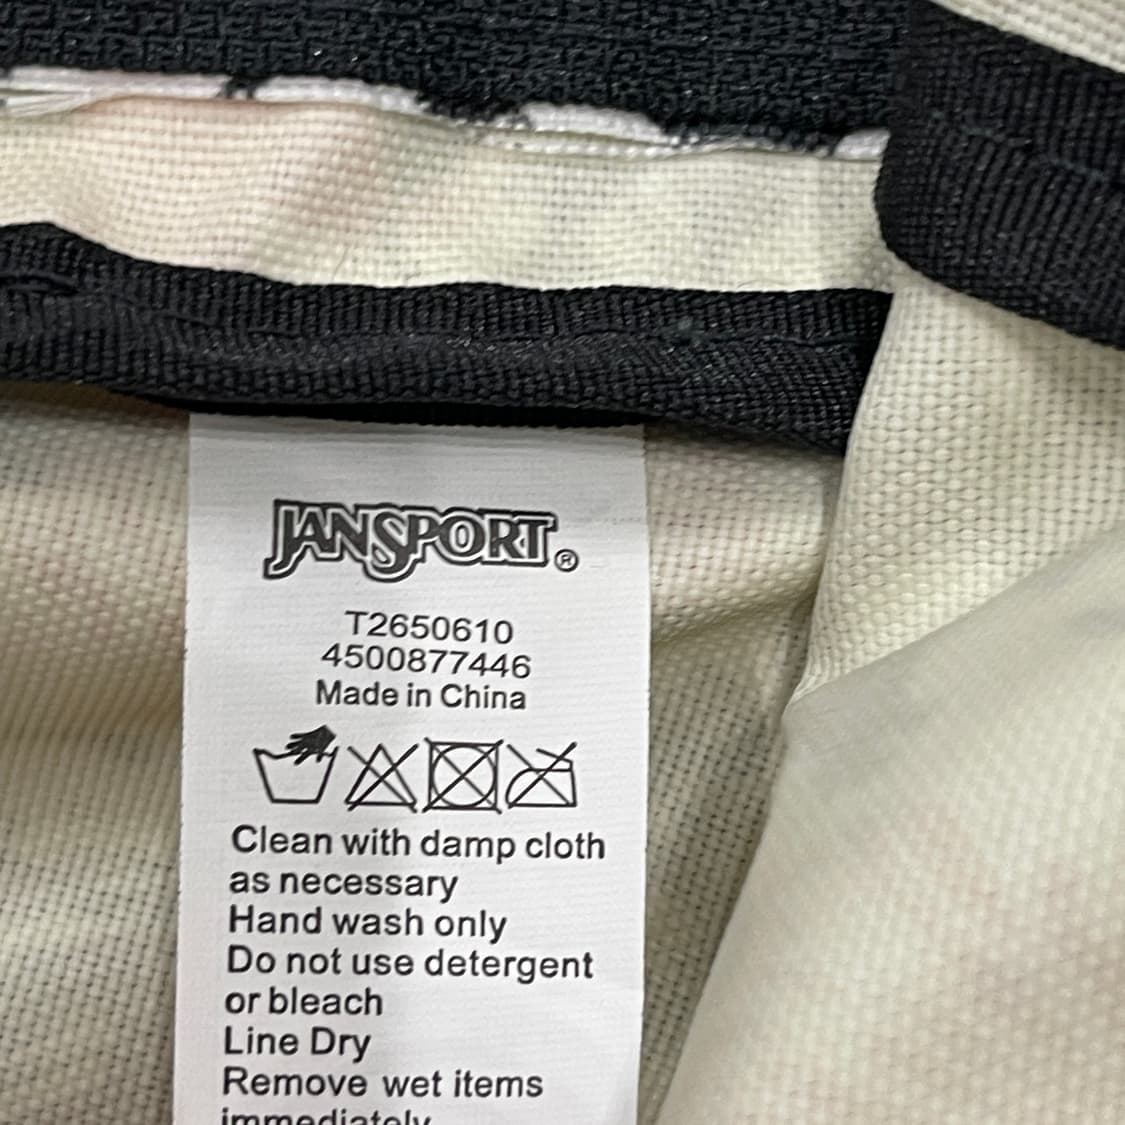 JANSPORT®
T2650610
4500877446
Made in China
Clean with damp cloth
as necessary
Hand wash only
Do not use detergent
or bleach
Line Dry
Remove wet items
immediately